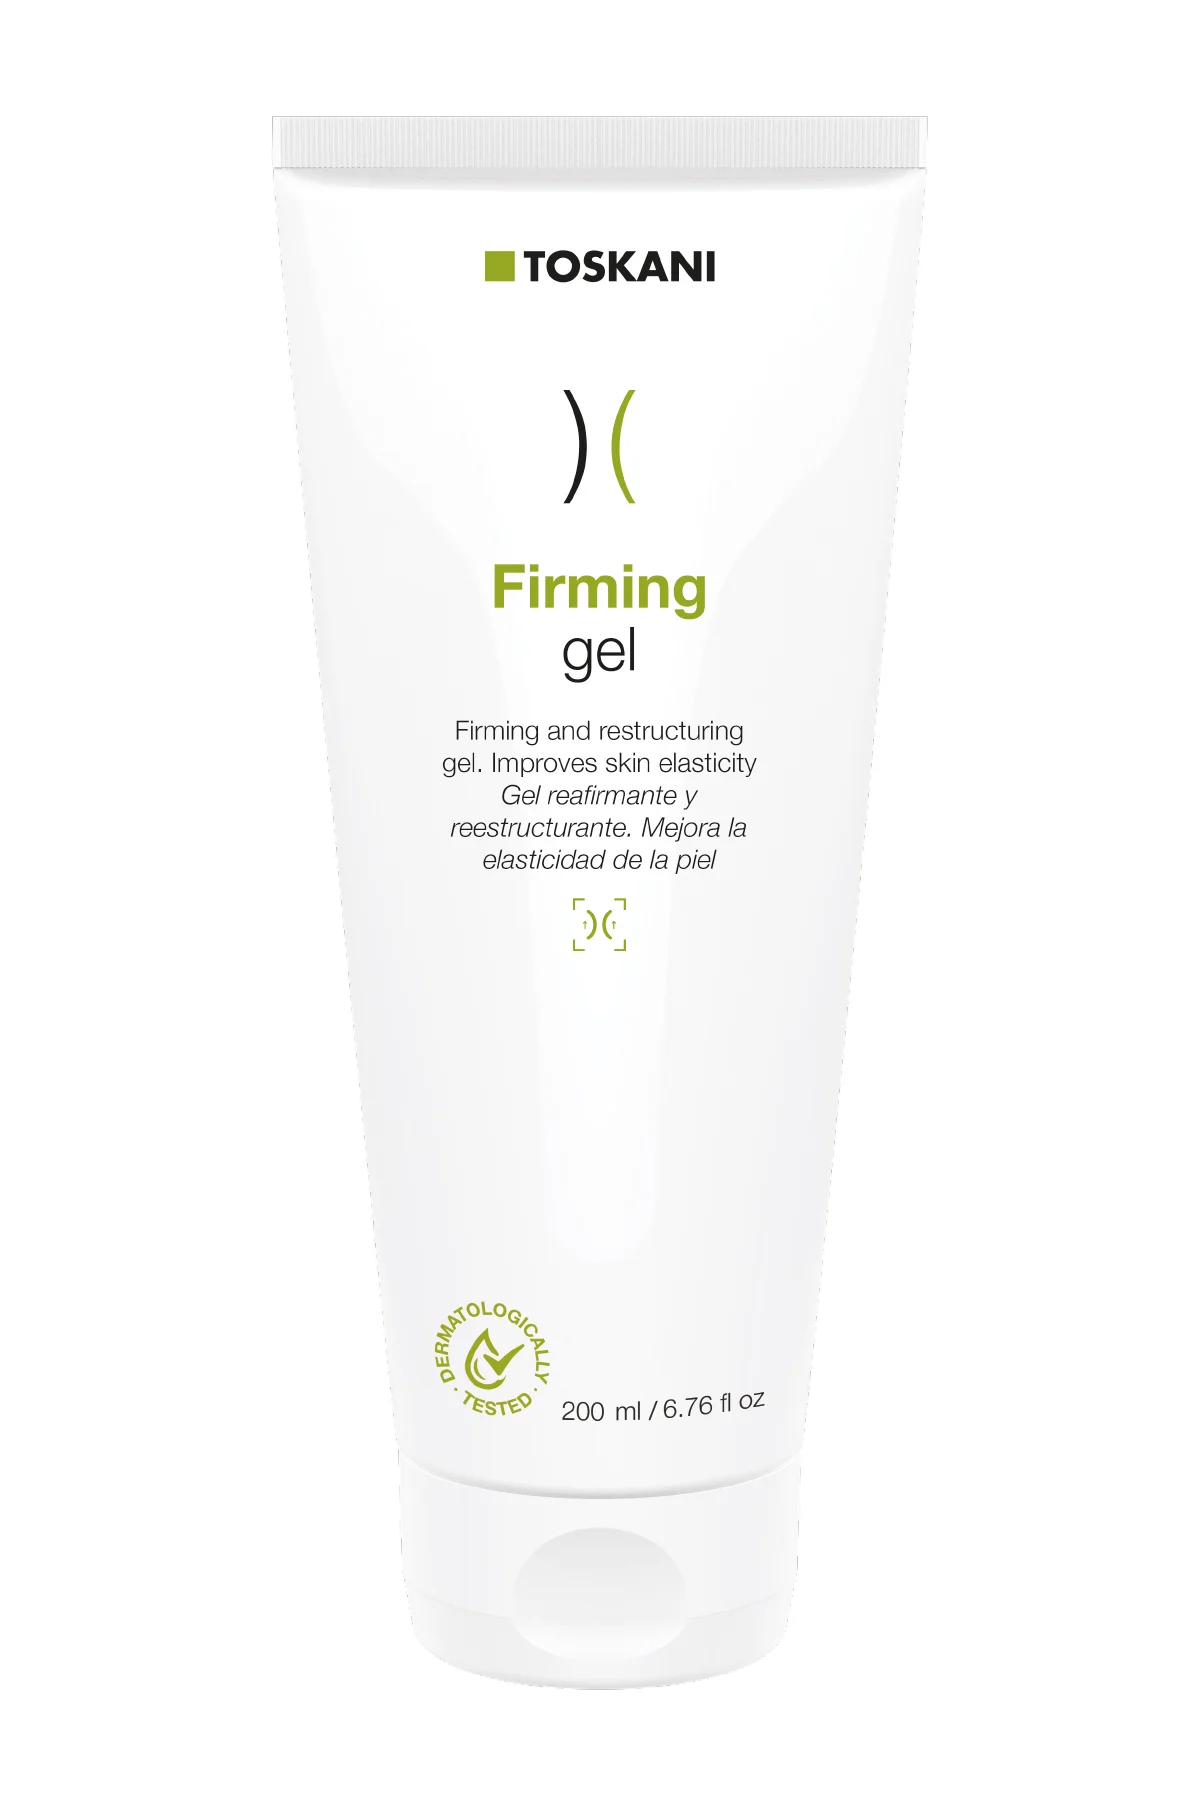 TOSKANI
Firming
gel
Firming and restructuring
gel. Improves skin elasticity
Gel reafirmante y
reestructurante. Mejora la
elasticidad de la piel
DERMATOLOGICALLY
· TESTED ·
200 ml / 6.76 fl oz